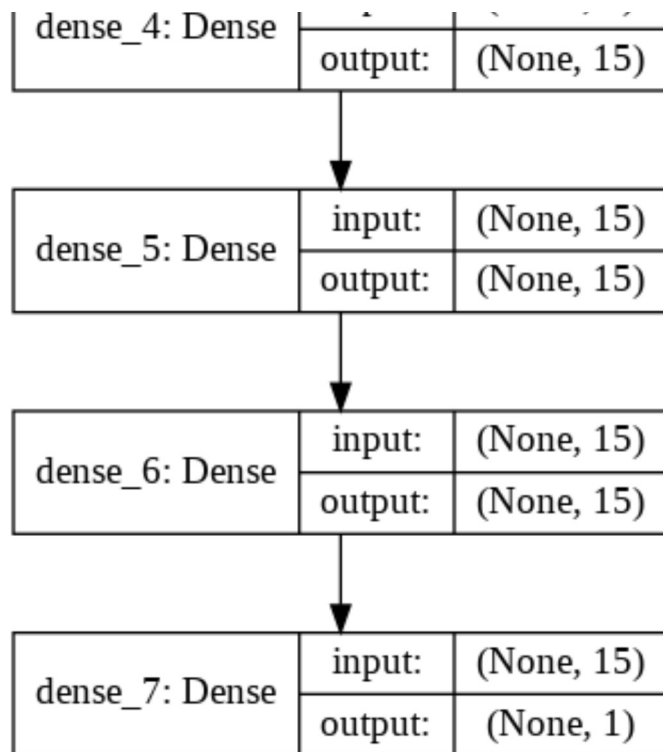 dense_4: Dense
output: (None, 15)
dense_5: Dense
input: (None, 15)
output: (None, 15)
dense_6: Dense
input: (None, 15)
output: (None, 15)
dense_7: Dense
input: (None, 15)
output: (None, 1)